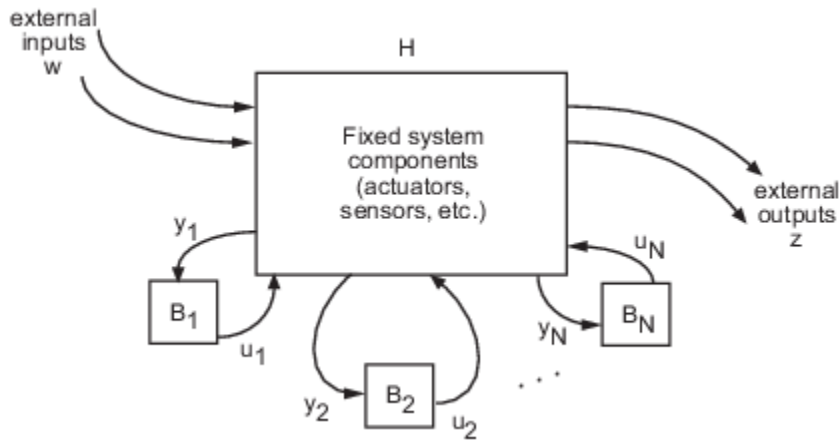 external
inputs
w
H
Fixed system
components
(actuators,
sensors, etc.)
external
outputs
z
y1
B1
u1
y2
B2
u2
. . .
uN
yN
BN